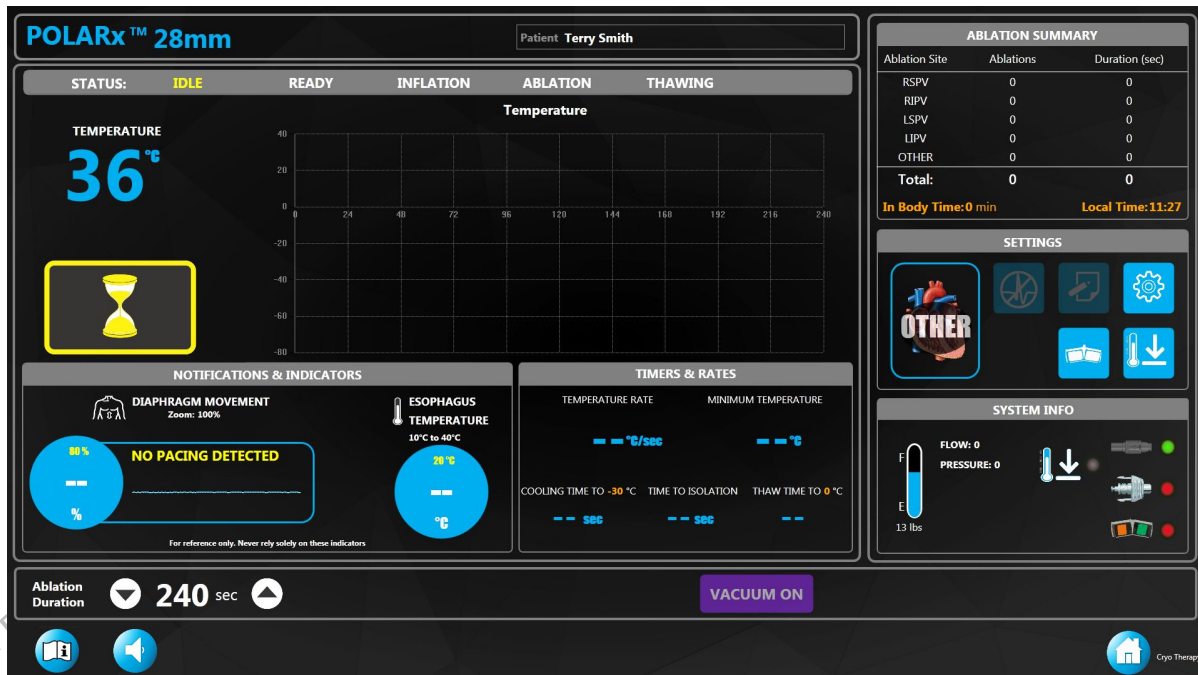 POLARx™ 28mm
Patient Terry Smith
STATUS: IDLE READY INFLATION ABLATION THAWING
TEMPERATURE
36 °C
Temperature
40
20
0
-20
-40
-60
-80
0 24 48 72 96 120 144 168 192 216 240
NOTIFICATIONS & INDICATORS
DIAPHRAGM MOVEMENT
Zoom: 100%
80 %
--
%
NO PACING DETECTED
ESOPHAGUS
TEMPERATURE
10°C to 40°C
20 °C
--
°C
For reference only. Never rely solely on these indicators
TIMERS & RATES
TEMPERATURE RATE MINIMUM TEMPERATURE
-- °C/sec -- °C
COOLING TIME TO -30 °C TIME TO ISOLATION THAW TIME TO 0 °C
-- sec -- sec --
ABLATION SUMMARY
Ablation Site Ablations Duration (sec)
RSPV 0 0
RIPV 0 0
LSPV 0 0
LIPV 0 0
OTHER 0 0
Total: 0 0
In Body Time:0 min Local Time:11:27
SETTINGS
OTHER
SYSTEM INFO
F
E
13 lbs
FLOW: 0
PRESSURE: 0
Ablation
Duration
240 sec
VACUUM ON
i
Cryo Therapy